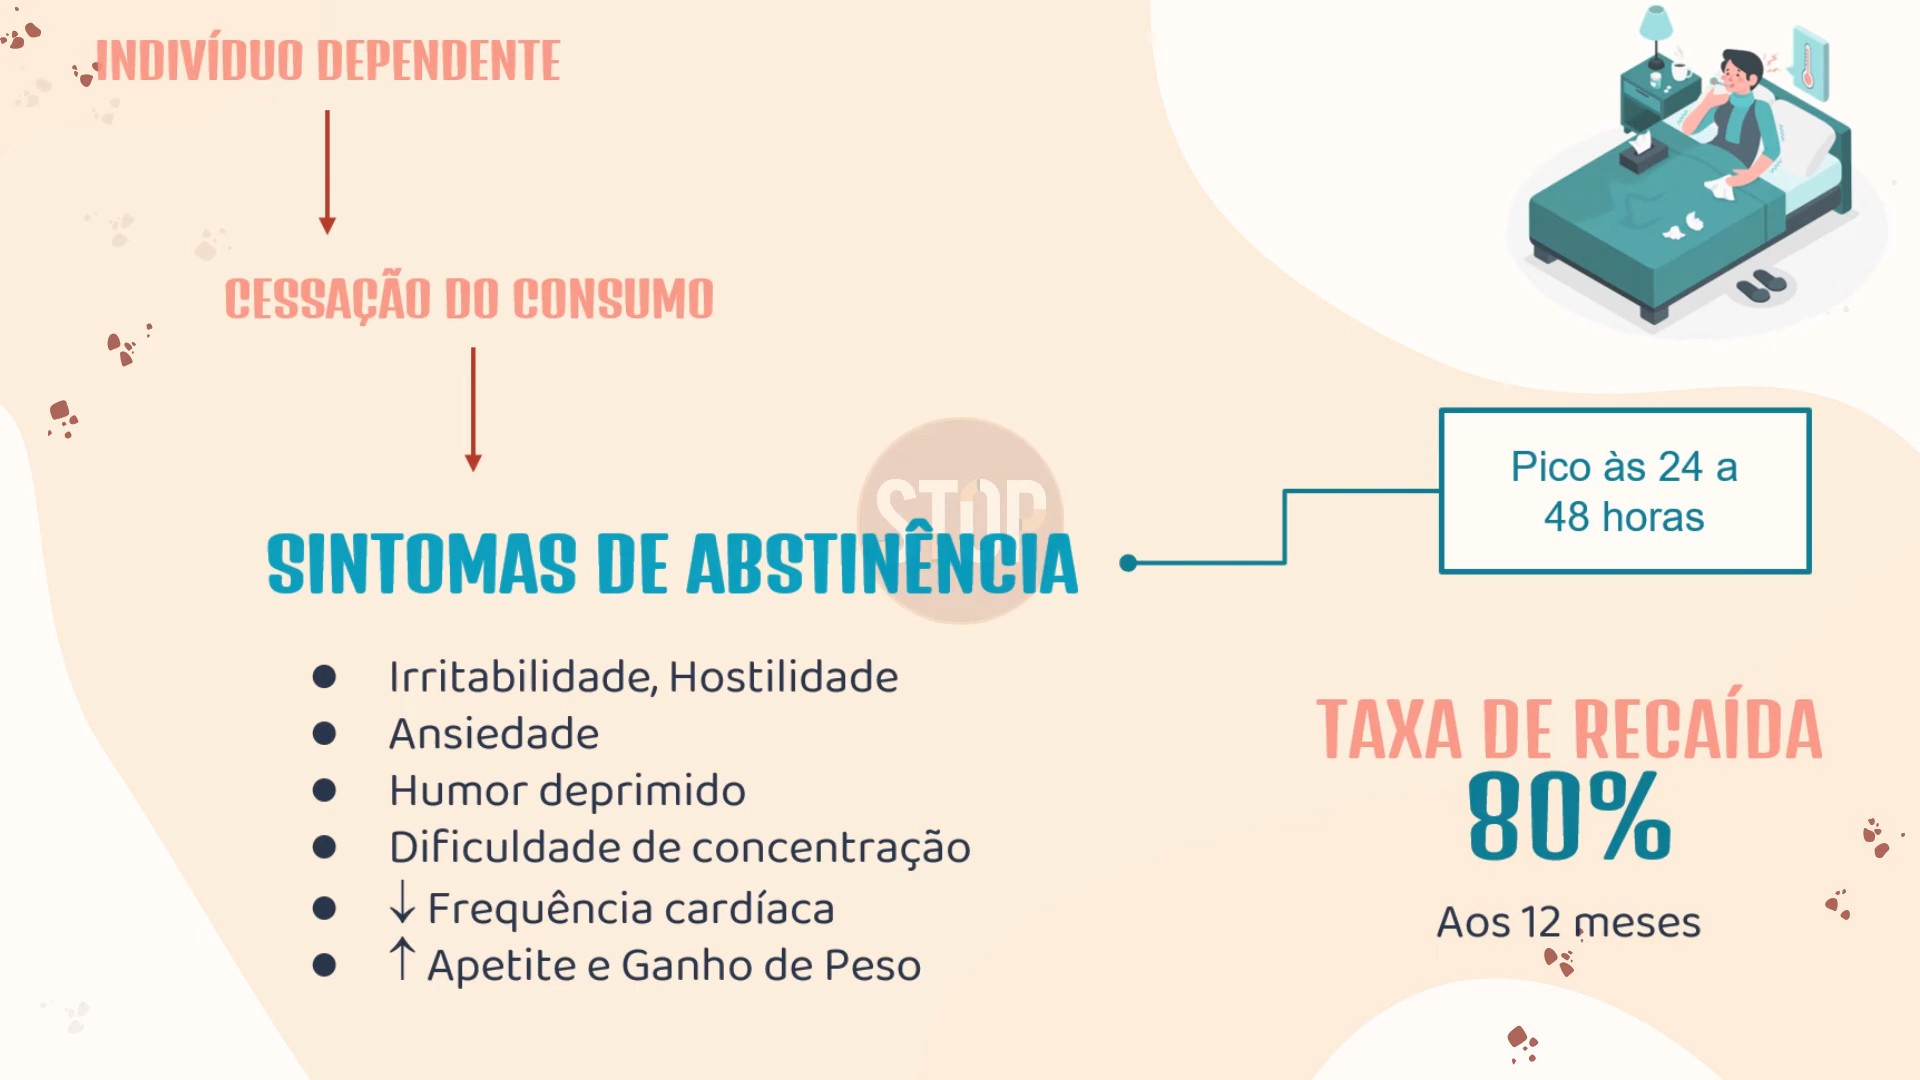 INDIVÍDUO DEPENDENTE
CESSAÇÃO DO CONSUMO
STOP
SINTOMAS DE ABSTINÊNCIA
Pico às 24 a
48 horas
Irritabilidade, Hostilidade
Ansiedade
Humor deprimido
Dificuldade de concentração
↓ Frequência cardíaca
↑ Apetite e Ganho de Peso
TAXA DE RECAÍDA
80%
Aos 12 meses